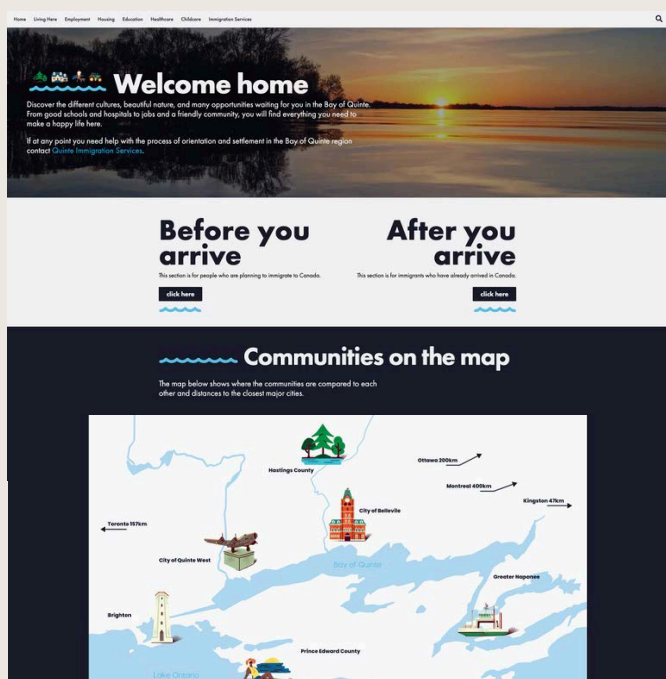 Home Living Here Employment Housing Education Healthcare Childcare Immigration Services
Welcome home
Discover the different cultures, beautiful nature, and many opportunities waiting for you in the Bay of Quinte.
From good schools and hospitals to jobs and a friendly community, you will find everything you need to
make a happy life here.
If at any point you need help with the process of orientation and settlement in the Bay of Quinte region
contact Quinte Immigration Services.
Before you
arrive
This section is for people who are planning to immigrate to Canada.
click here
After you
arrive
This section is for immigrants who have already arrived in Canada.
click here
Communities on the map
The map below shows where the communities are compared to each
other and distances to the closest major cities.
Hastings County
Ottawa 200km
Montreal 400km
Kingston 47km
City of Belleville
Toronto 157km
City of Quinte West
Bay of Quinte
Greater Napanee
Brighton
Prince Edward County
Lake Ontario